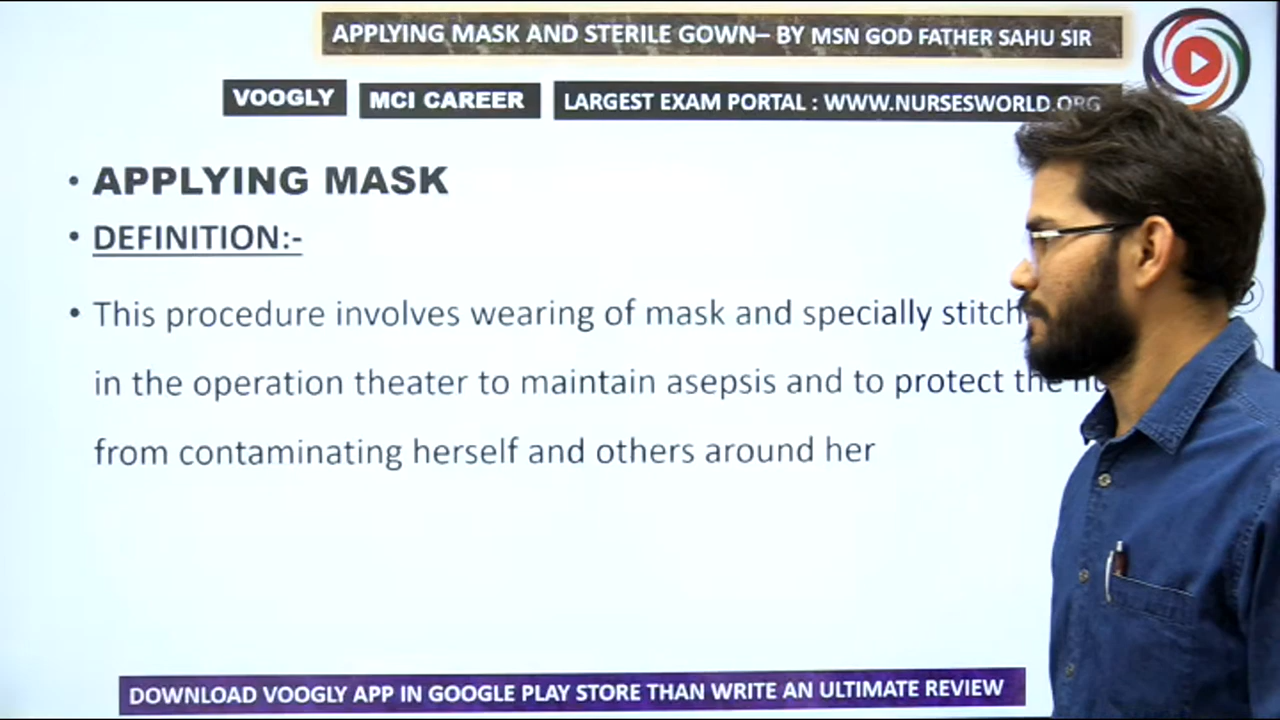 APPLYING MASK AND STERILE GOWN– BY MSN GOD FATHER SAHU SIR
VOOGLY MCI CAREER LARGEST EXAM PORTAL : WWW.NURSESWORLD.ORG
• APPLYING MASK
• DEFINITION:-
• This procedure involves wearing of mask and specially
in the operation theater to maintain asepsis and to protect the
from contaminating herself and others around her
DOWNLOAD VOOGLY APP IN GOOGLE PLAY STORE THAN WRITE AN ULTIMATE REVIEW